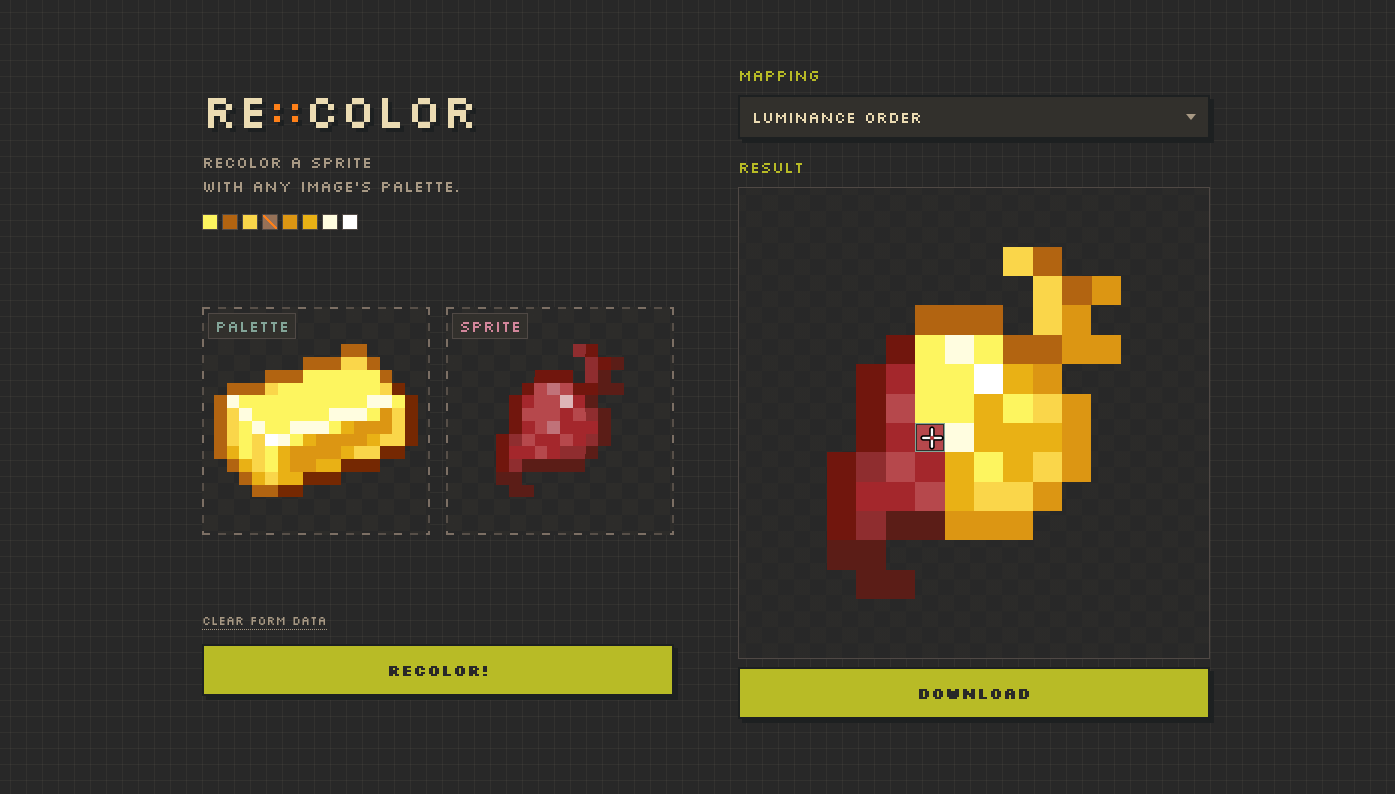 RE::COLOR
RECOLOR A SPRITE
WITH ANY IMAGE'S PALETTE.
PALETTE
SPRITE
CLEAR FORM DATA
RECOLOR!
MAPPING
LUMINANCE ORDER
RESULT
DOWNLOAD